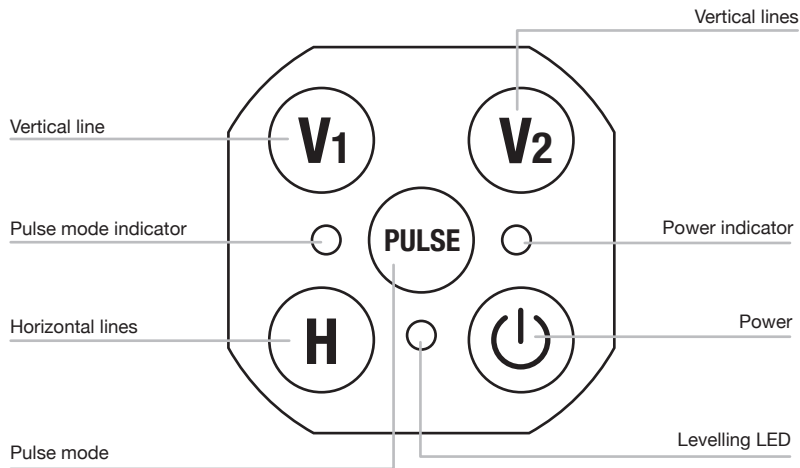 Vertical lines
Vertical line
V1
V2
Pulse mode indicator
PULSE
Power indicator
Horizontal lines
H
Power
Pulse mode
Levelling LED